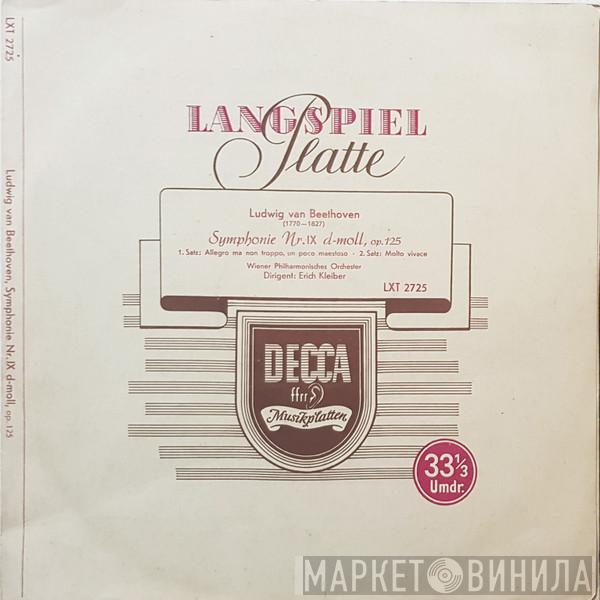 LXT 2725
Ludwig van Beethoven, Symphonie Nr. IX d-moll, op. 125
LANGSPIEL
Platte
Ludwig van Beethoven
(1770—1827)
Symphonie Nr. IX d-moll, op. 125
1. Satz: Allegro ma non troppo, un poco maestoso · 2. Satz: Molto vivace
Wiener Philharmonisches Orchester
Dirigent: Erich Kleiber
LXT 2725
DECCA
ffrr
Musikplatten
33 1/3
Umdr.
МАРКЕТ ВИНИЛА